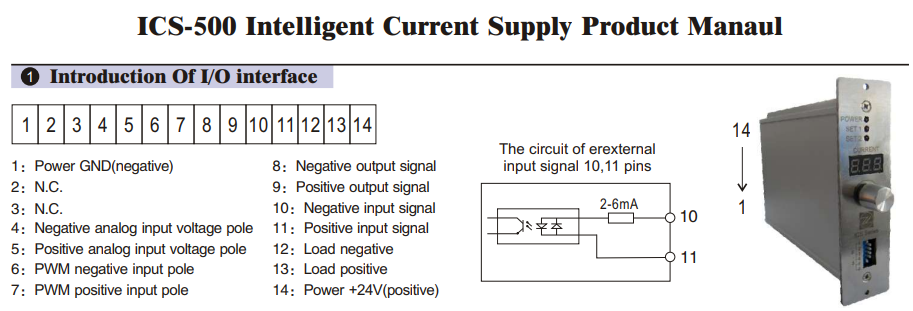 ICS-500 Intelligent Current Supply Product Manaul
1 Introduction Of I/O interface
1 2 3 4 5 6 7 8 9 10 11 12 13 14
1: Power GND(negative)
2: N.C.
3: N.C.
4: Negative analog input voltage pole
5: Positive analog input voltage pole
6: PWM negative input pole
7: PWM positive input pole
8: Negative output signal
9: Positive output signal
10: Negative input signal
11: Positive input signal
12: Load negative
13: Load positive
14: Power +24V(positive)
The circuit of erexternal
input signal 10,11 pins
2-6mA
10
11
14
1
POWER
CURRENT
8.8.8.